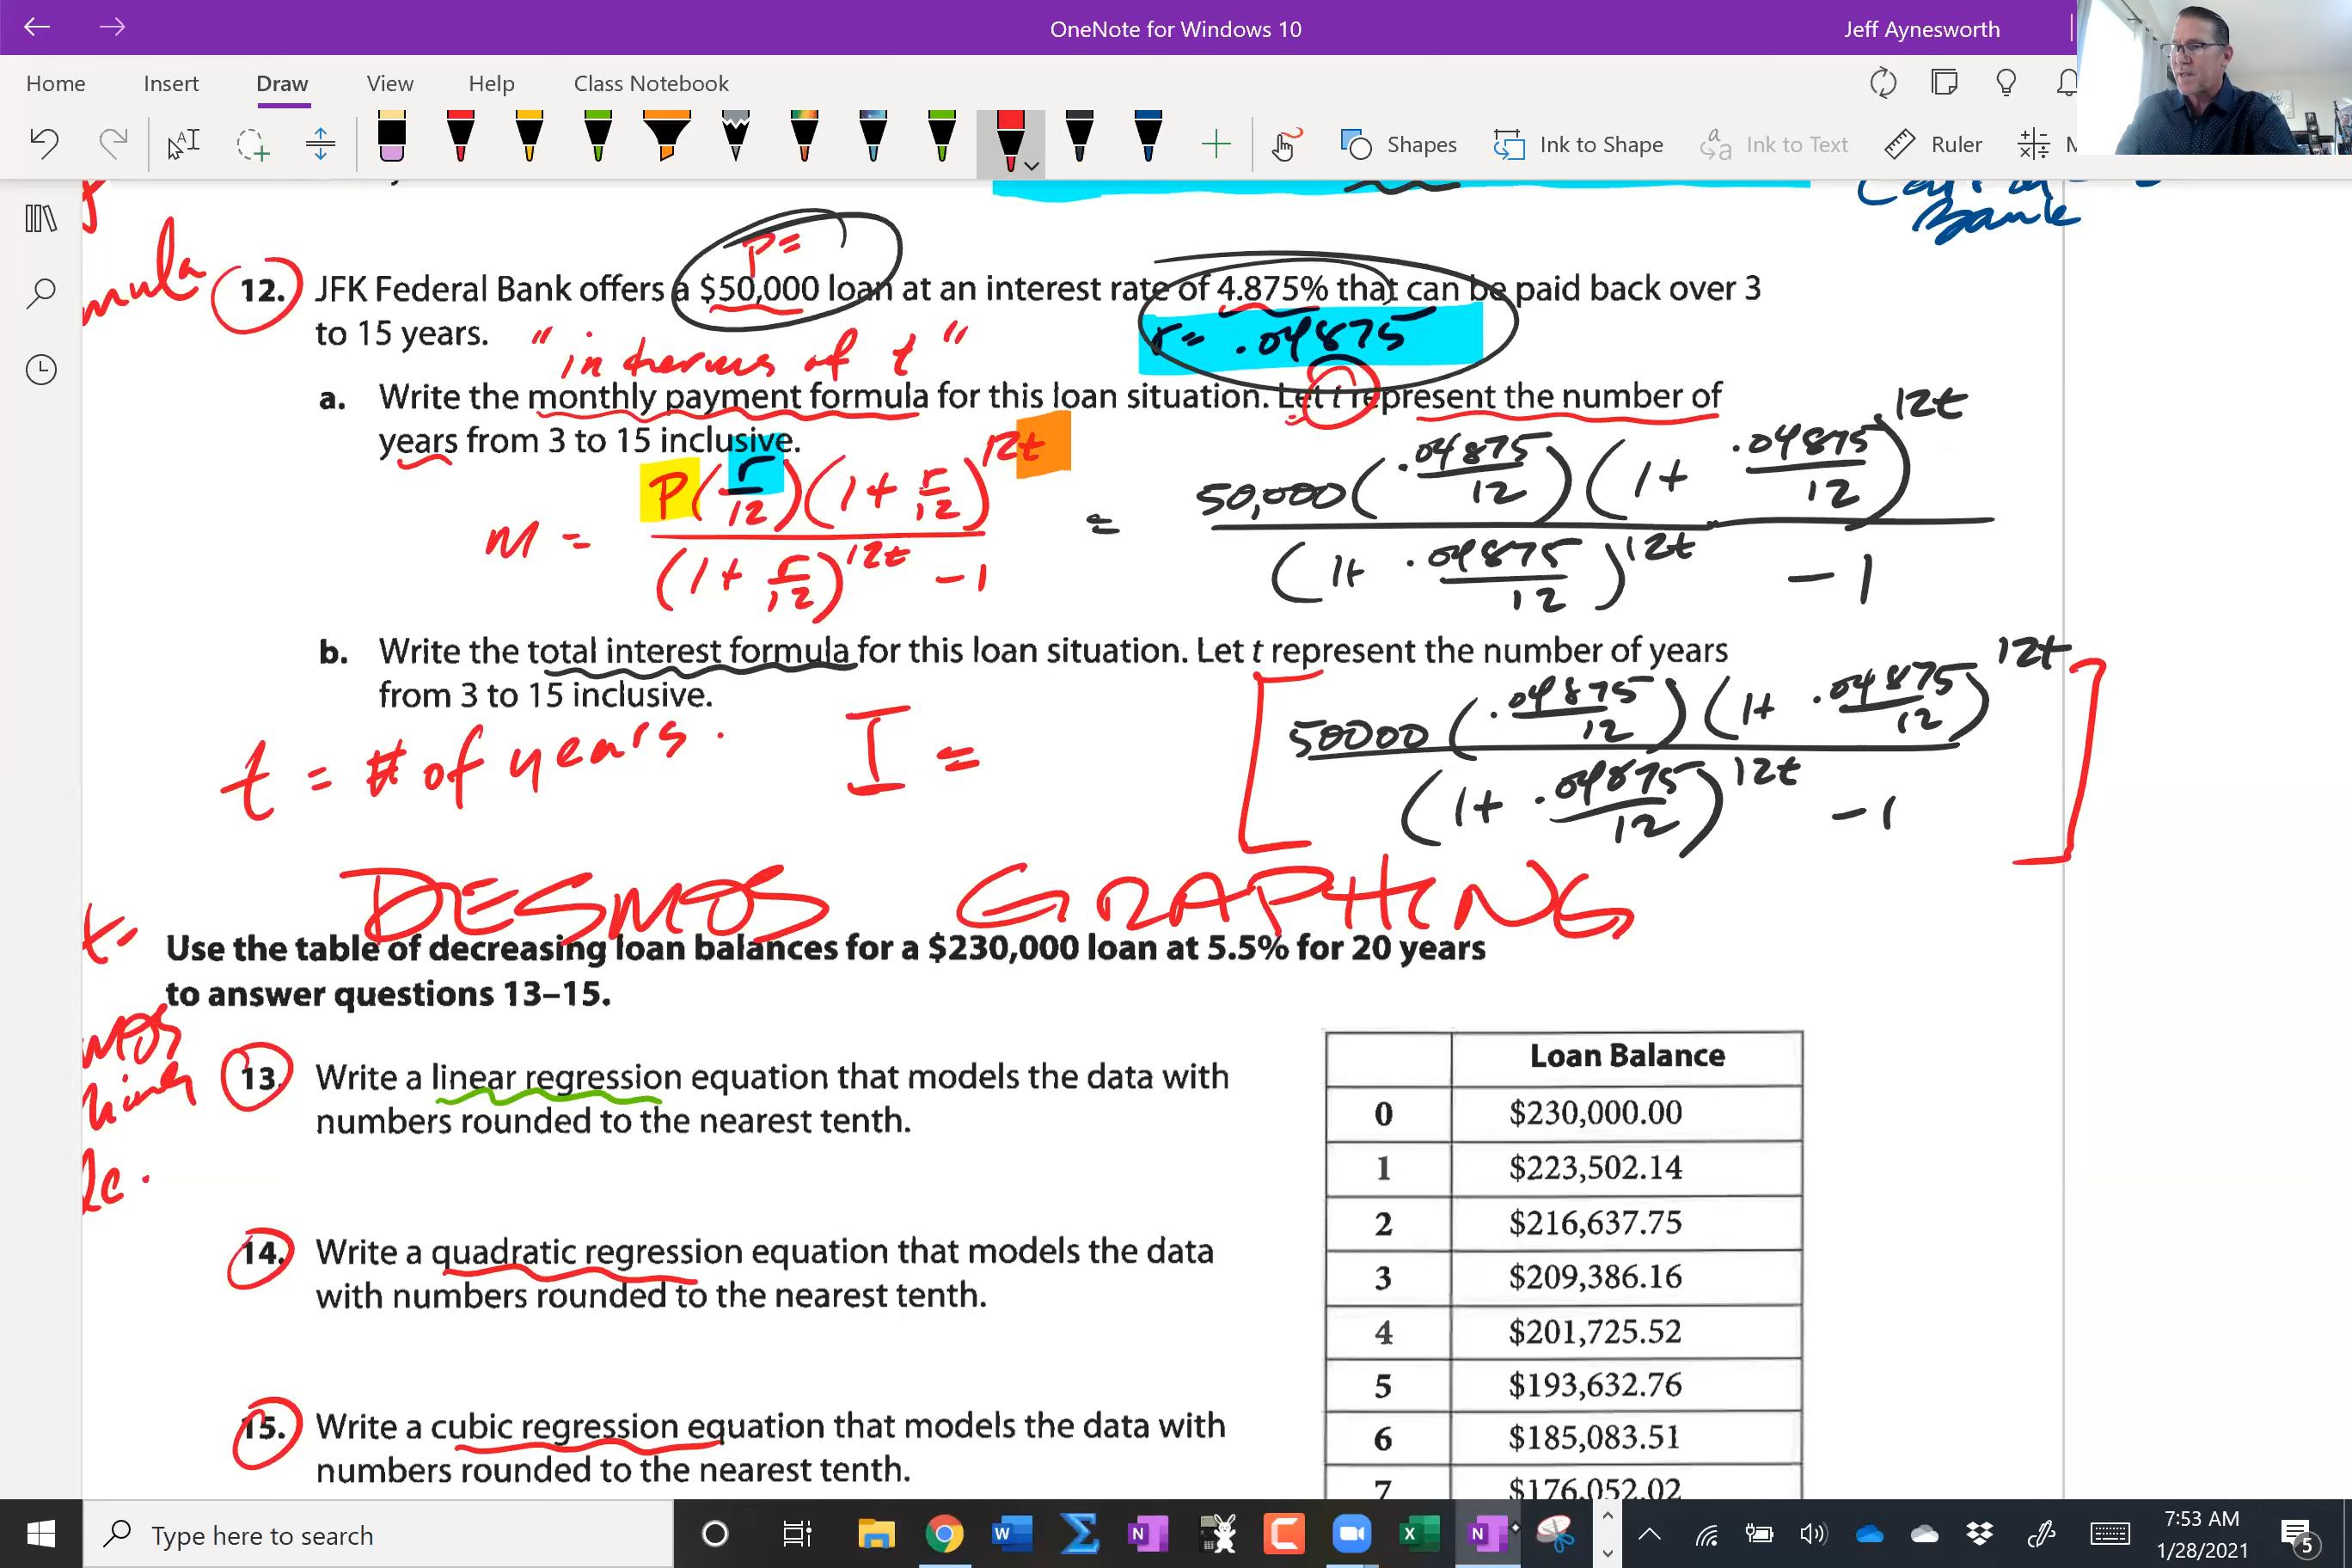 OneNote for Windows 10
Jeff Aynesworth
Home Insert Draw View Help Class Notebook
Shapes Ink to Shape Ink to Text Ruler
Bank
mula
P=
12. JFK Federal Bank offers a $50,000 loan at an interest rate of 4.875% that can be paid back over 3
to 15 years.
"in terms of t"
r= .04875
a. Write the monthly payment formula for this loan situation. Let t represent the number of
years from 3 to 15 inclusive.
M = P(r/12)(1+r/12)^12t / (1+r/12)^12t -1 = 50,000(.04875/12)(1+.04875/12)^12t / (1+.04875/12)^12t -1
b. Write the total interest formula for this loan situation. Let t represent the number of years
from 3 to 15 inclusive.
t = # of years.
I = [50000(.04875/12)(1+.04875/12)^12t / (1+.04875/12)^12t -1]
DESMOS GRAPHING
Use the table of decreasing loan balances for a $230,000 loan at 5.5% for 20 years
to answer questions 13–15.
13. Write a linear regression equation that models the data with
numbers rounded to the nearest tenth.
14. Write a quadratic regression equation that models the data
with numbers rounded to the nearest tenth.
15. Write a cubic regression equation that models the data with
numbers rounded to the nearest tenth.
Loan Balance
0 $230,000.00
1 $223,502.14
2 $216,637.75
3 $209,386.16
4 $201,725.52
5 $193,632.76
6 $185,083.51
7 $176,052.02
Type here to search
7:53 AM
1/28/2021
5